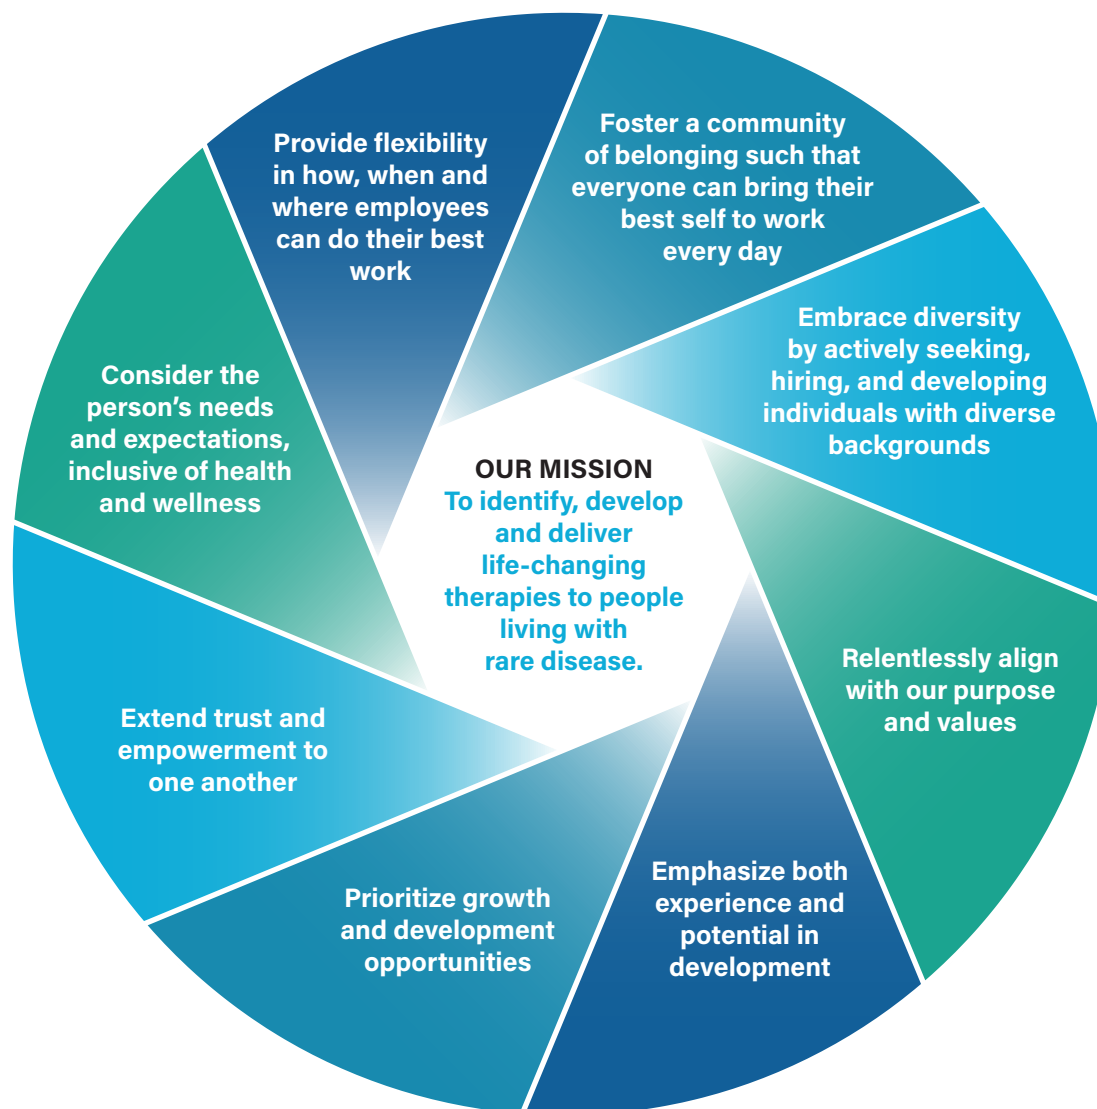 Provide flexibility
in how, when and
where employees
can do their best
work
Foster a community
of belonging such that
everyone can bring their
best self to work
every day
Embrace diversity
by actively seeking,
hiring, and developing
individuals with diverse
backgrounds
Relentlessly align
with our purpose
and values
Emphasize both
experience and
potential in
development
Prioritize growth
and development
opportunities
Extend trust and
empowerment to
one another
Consider the
person’s needs
and expectations,
inclusive of health
and wellness
OUR MISSION
To identify, develop
and deliver
life-changing
therapies to people
living with
rare disease.